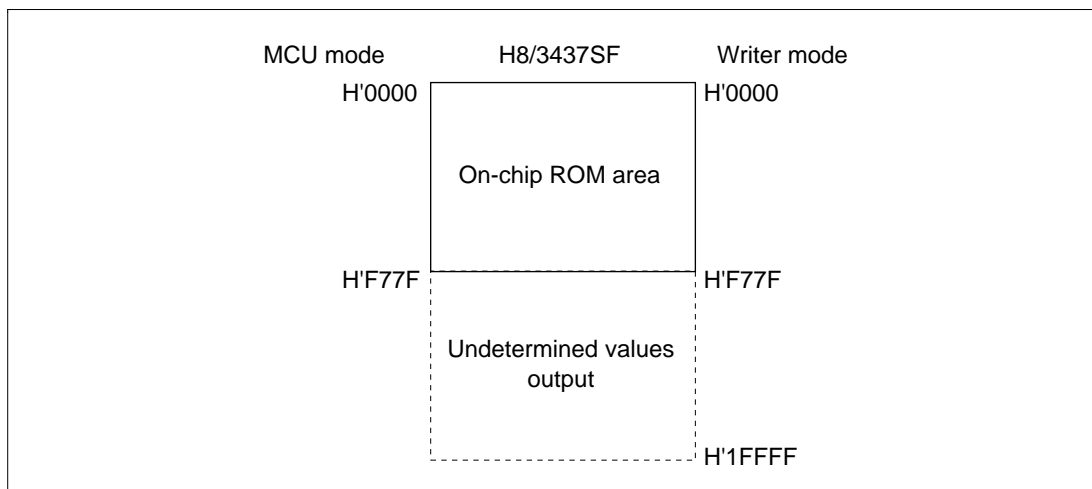 MCU mode H8/3437SF Writer mode
H'0000 H'0000
On-chip ROM area
H'F77F H'F77F
Undetermined values
output
H'1FFFF